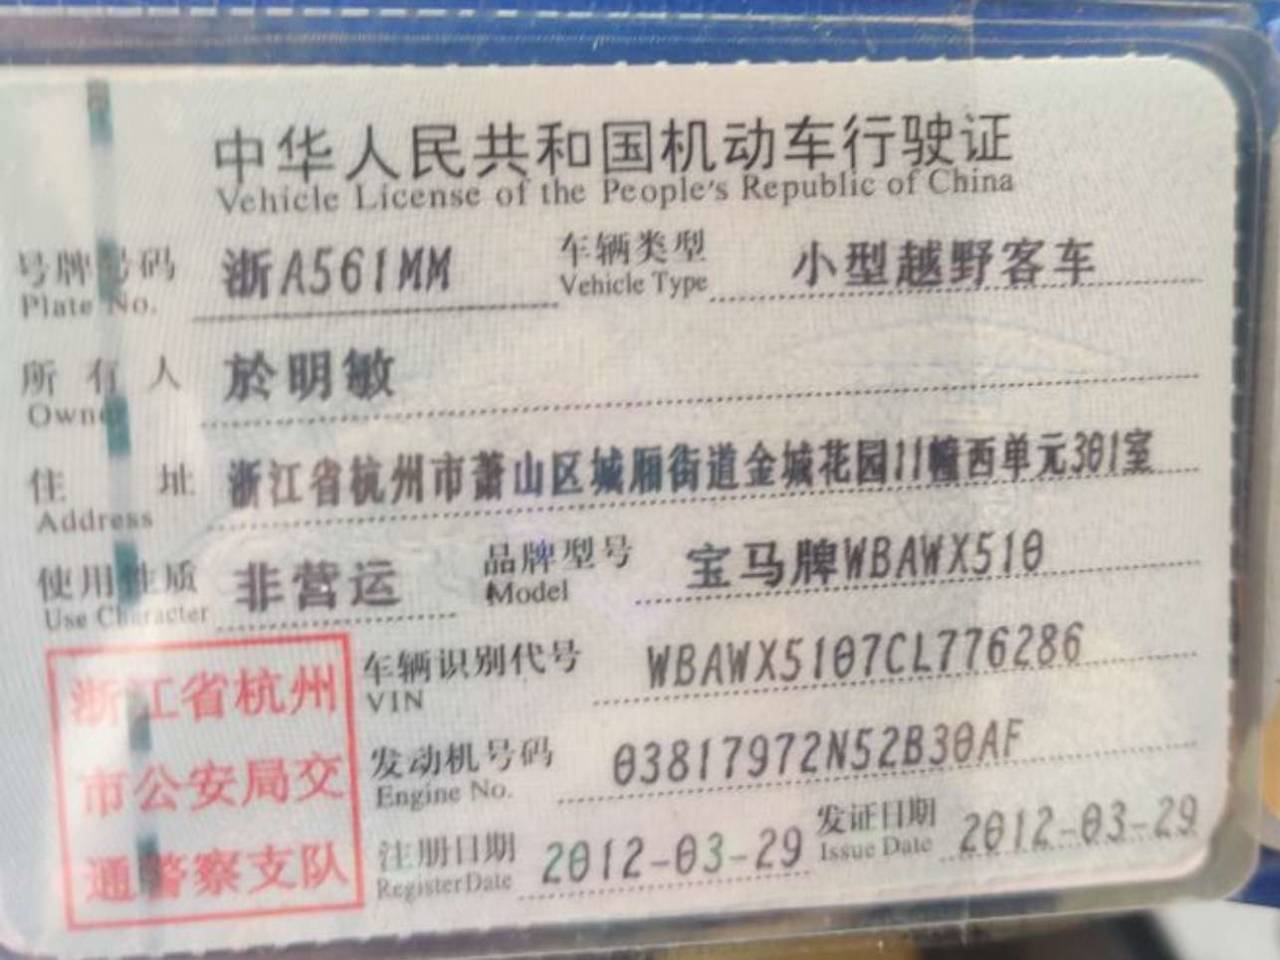 中华人民共和国机动车行驶证
Vehicle License of the People's Republic of China
号牌号码 浙A561MM 车辆类型 小型越野客车
Plate No. Vehicle Type
所有人 於明敏
Owner
住址 浙江省杭州市萧山区城厢街道金城花园11幢西单元301室
Address
使用性质 非营运 品牌型号 宝马牌WBAWX510
Use Character Model
浙江省杭州
市公安局交
通警察支队
车辆识别代号 WBAWX5107CL776286
VIN
发动机号码 03817972N52B30AF
Engine No.
注册日期 2012-03-29 发证日期 2012-03-29
Register Date Issue Date